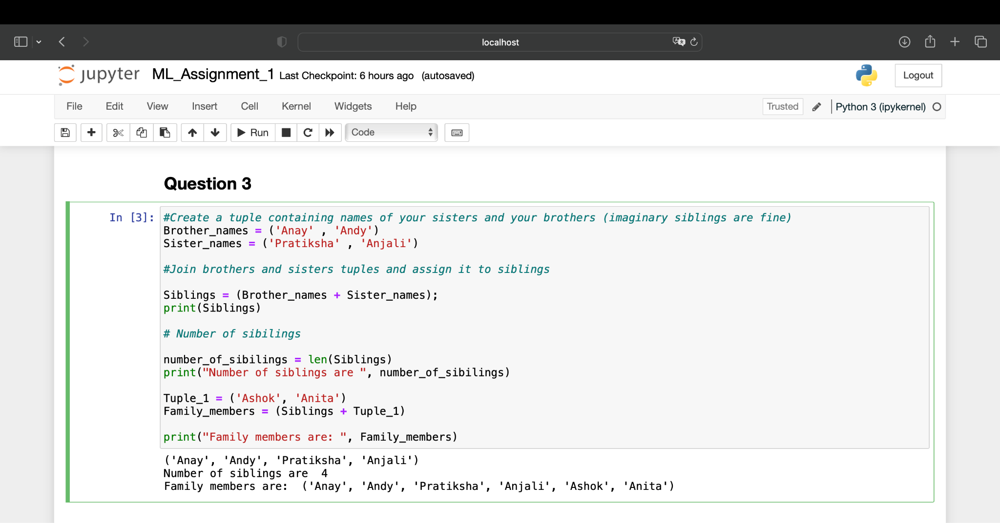 localhost
jupyter ML_Assignment_1 Last Checkpoint: 6 hours ago (autosaved) Logout
File Edit View Insert Cell Kernel Widgets Help Trusted Python 3 (ipykernel)
Run Code
Question 3
In [3]: #Create a tuple containing names of your sisters and your brothers (imaginary siblings are fine)
Brother_names = ('Anay' , 'Andy')
Sister_names = ('Pratiksha' , 'Anjali')
#Join brothers and sisters tuples and assign it to siblings
Siblings = (Brother_names + Sister_names);
print(Siblings)
# Number of sibilings
number_of_sibilings = len(Siblings)
print("Number of siblings are ", number_of_sibilings)
Tuple_1 = ('Ashok', 'Anita')
Family_members = (Siblings + Tuple_1)
print("Family members are: ", Family_members)
('Anay', 'Andy', 'Pratiksha', 'Anjali')
Number of siblings are  4
Family members are:  ('Anay', 'Andy', 'Pratiksha', 'Anjali', 'Ashok', 'Anita')